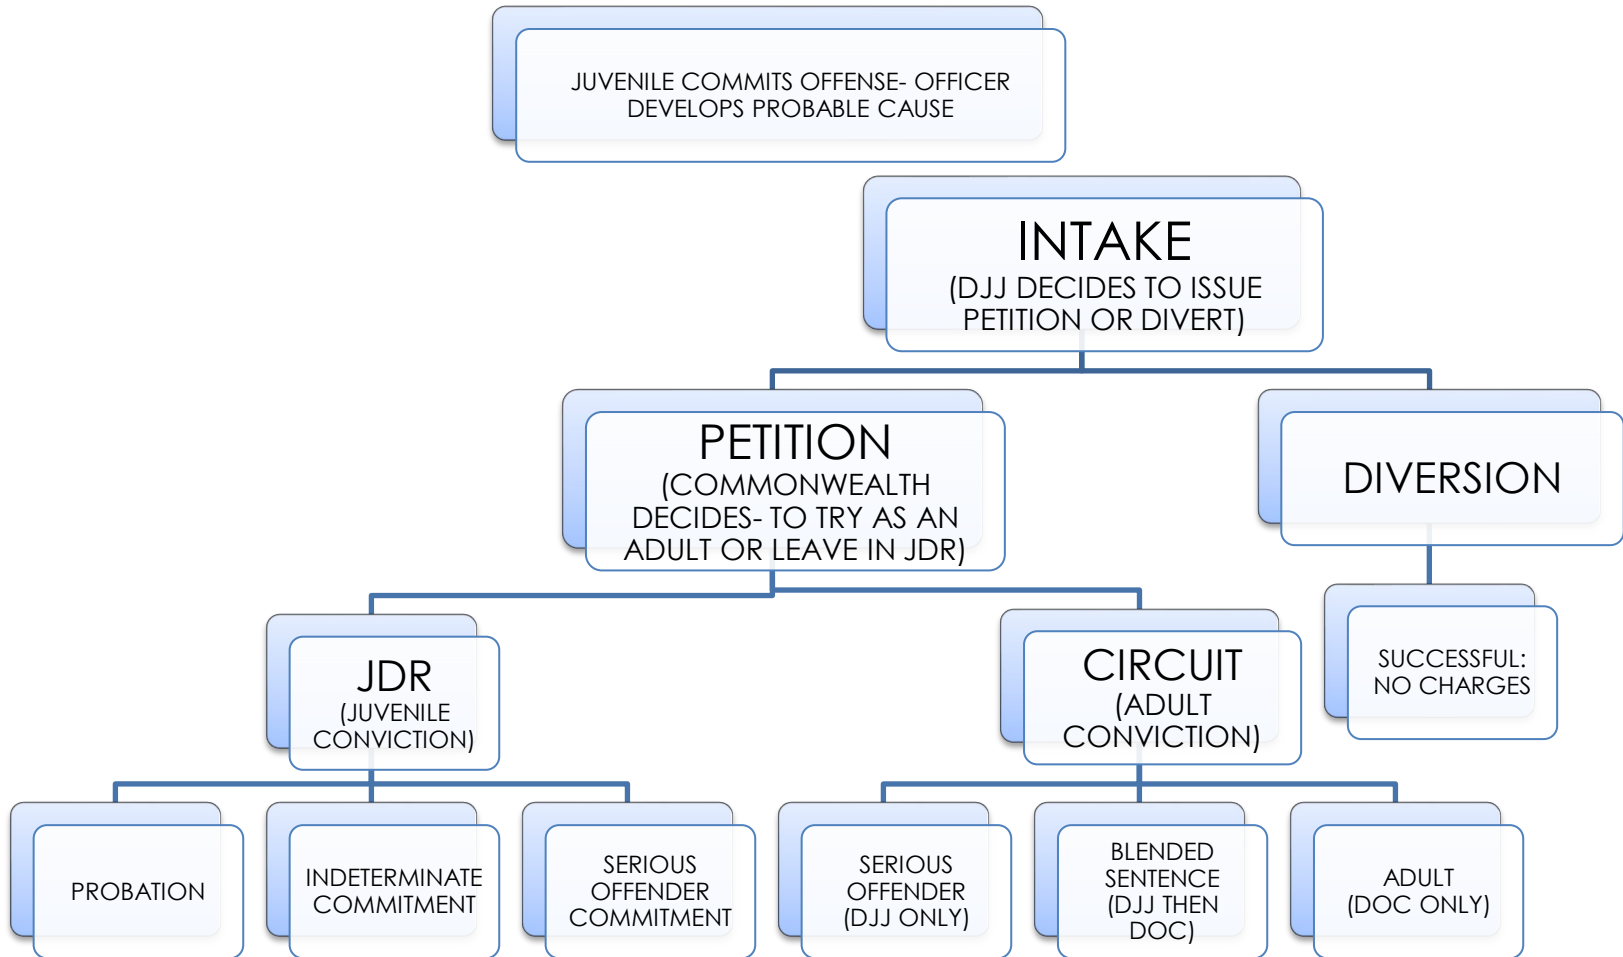 JUVENILE COMMITS OFFENSE- OFFICER
DEVELOPS PROBABLE CAUSE
INTAKE
(DJJ DECIDES TO ISSUE
PETITION OR DIVERT)
PETITION
(COMMONWEALTH
DECIDES- TO TRY AS AN
ADULT OR LEAVE IN JDR)
DIVERSION
JDR
(JUVENILE
CONVICTION)
CIRCUIT
(ADULT
CONVICTION)
SUCCESSFUL:
NO CHARGES
PROBATION
INDETERMINATE
COMMITMENT
SERIOUS
OFFENDER
COMMITMENT
SERIOUS
OFFENDER
(DJJ ONLY)
BLENDED
SENTENCE
(DJJ THEN
DOC)
ADULT
(DOC ONLY)